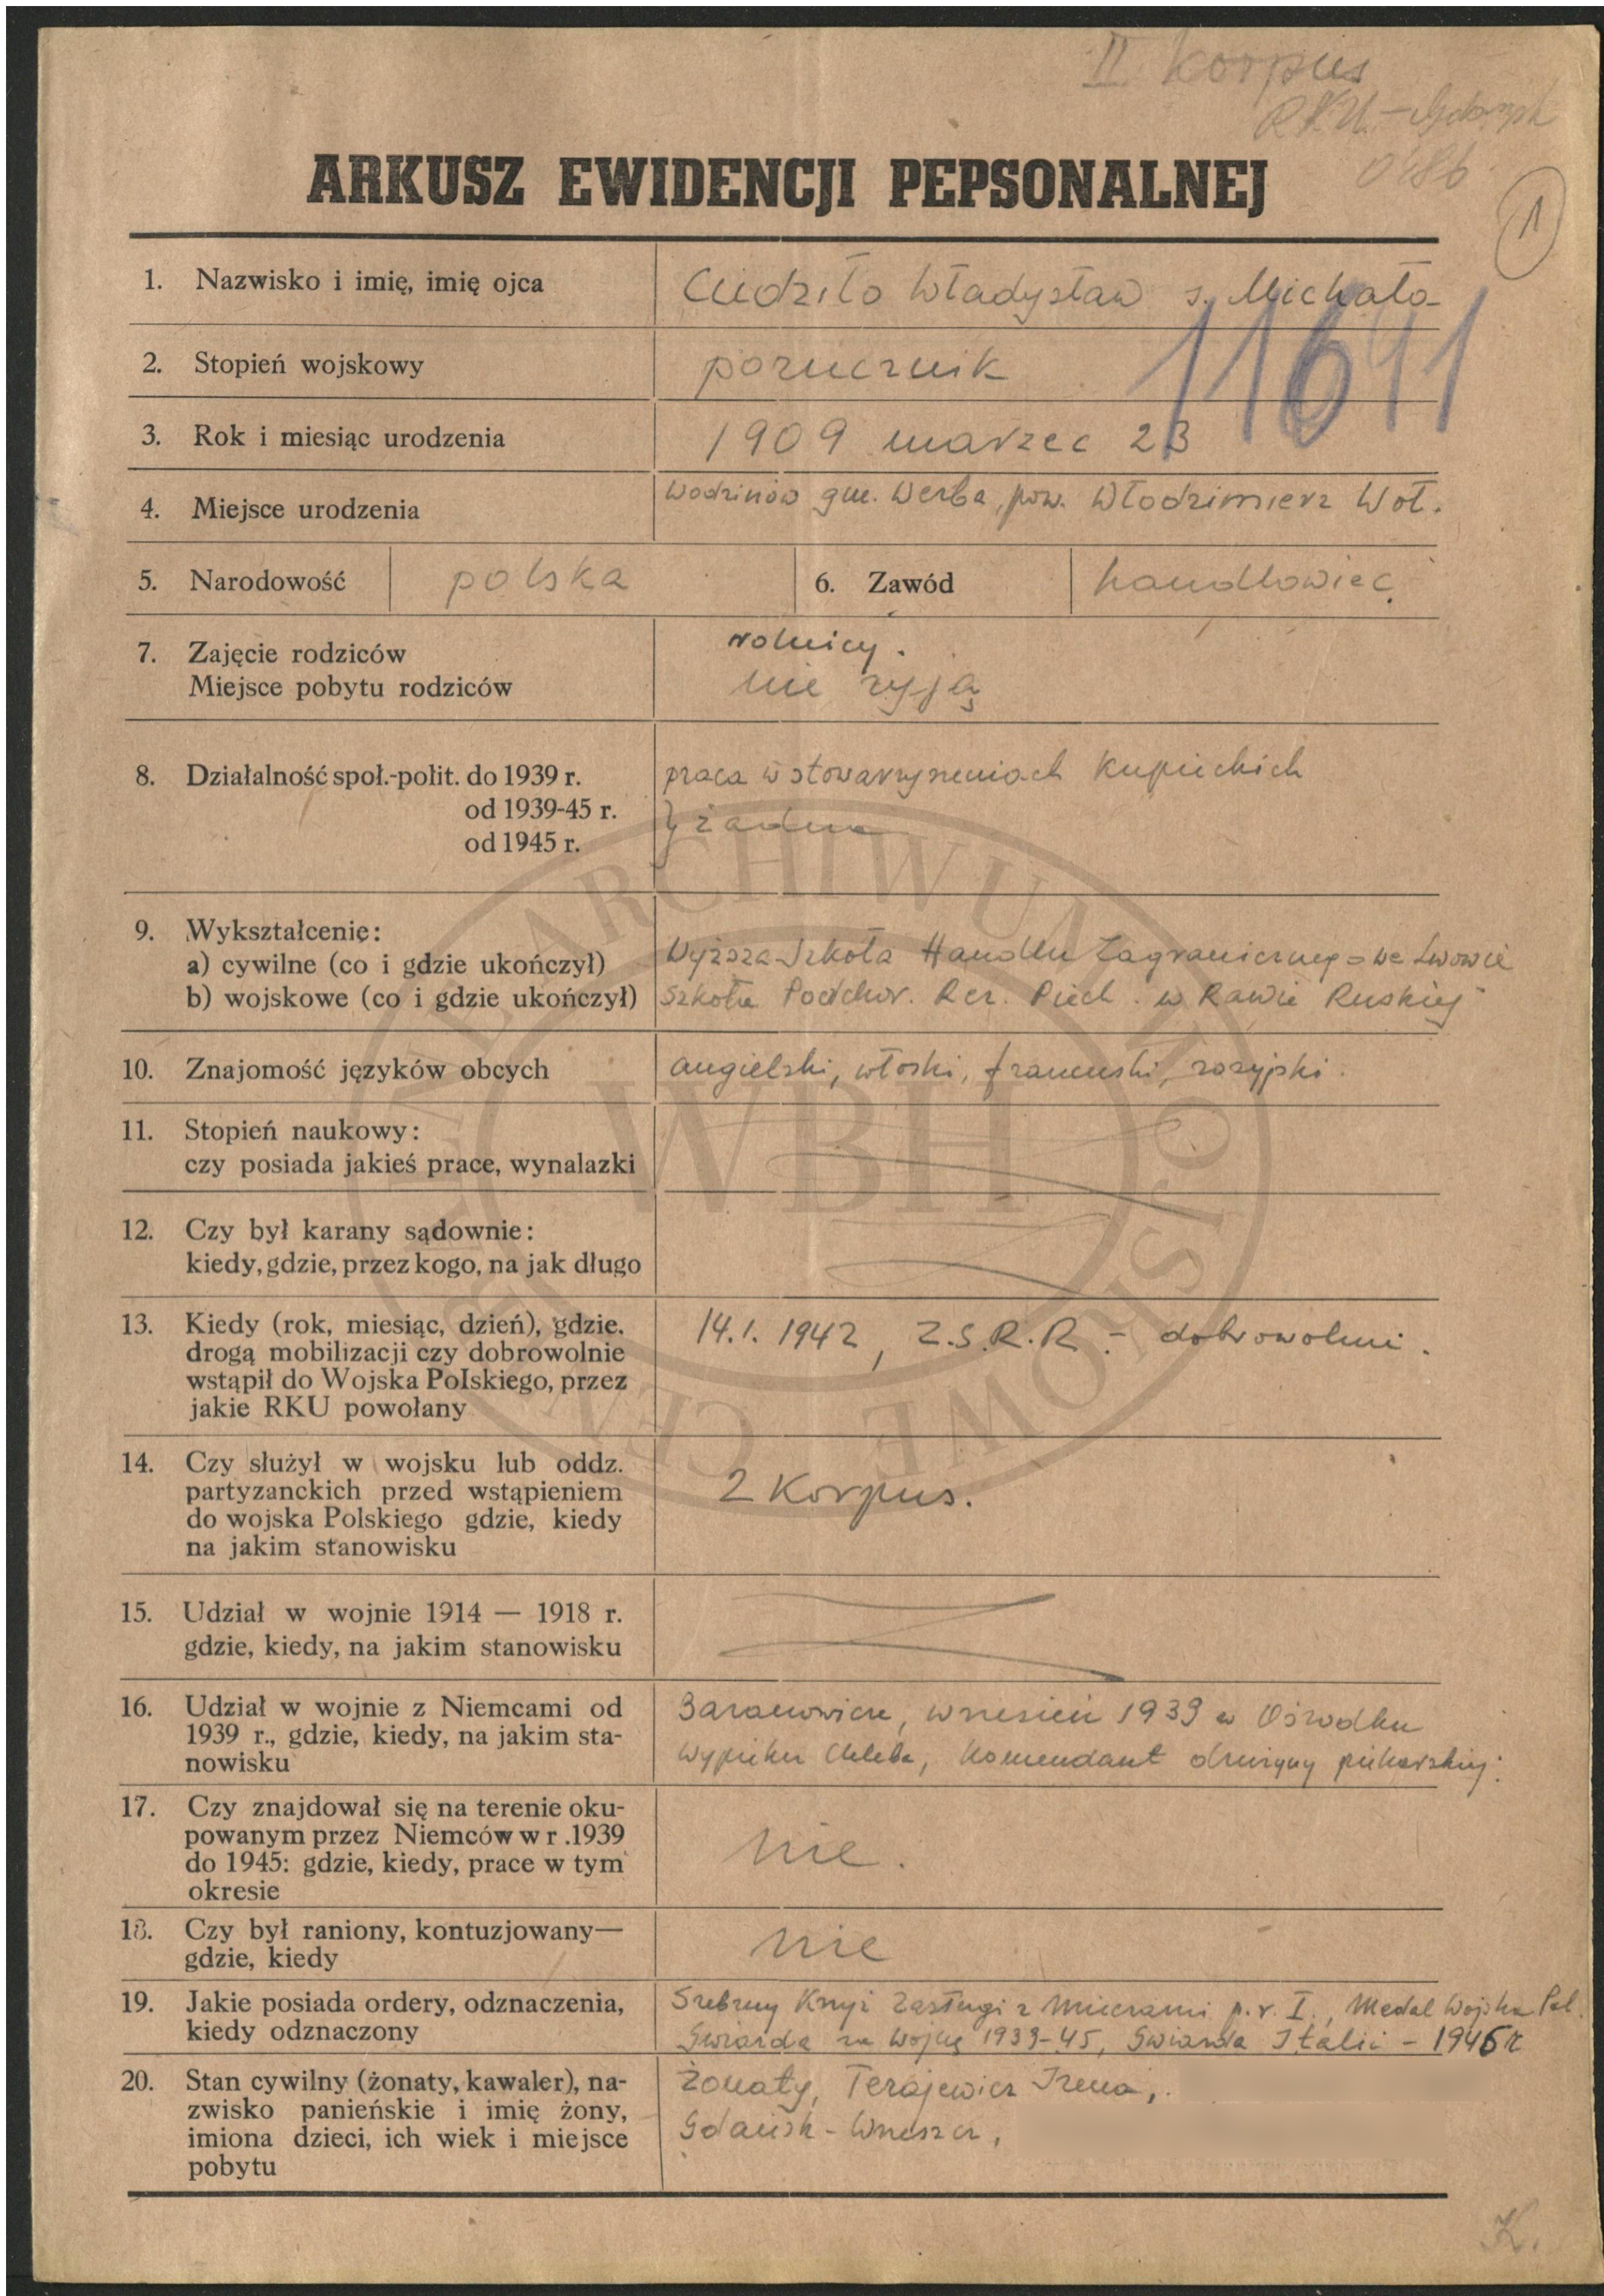 II Korpus
R.K.U. - Gdańsk
0486
1
ARKUSZ EWIDENCJI PEPSONALNEJ
1. Nazwisko i imię, imię ojca Cudziło Władysław s. Michała
11641
2. Stopień wojskowy porucznik
3. Rok i miesiąc urodzenia 1909 marzec 23
4. Miejsce urodzenia Wodzinów gm. Werba, pow. Włodzimierz Woł.
5. Narodowość polska 6. Zawód handlowiec
7. Zajęcie rodziców rolnicy.
Miejsce pobytu rodziców nie żyją
8. Działalność społ.-polit. do 1939 r. praca w stowarzyszeniach kupieckich
od 1939-45 r. } żadna
od 1945 r.
9. Wykształcenie:
a) cywilne (co i gdzie ukończył) Wyższa Szkoła Handlu Zagranicznego we Lwowie
b) wojskowe (co i gdzie ukończył) Szkoła Podchor. Rez. Piech. w Rawie Ruskiej
10. Znajomość języków obcych angielski, włoski, francuski, rosyjski.
11. Stopień naukowy:
czy posiada jakieś prace, wynalazki
12. Czy był karany sądownie:
kiedy, gdzie, przez kogo, na jak długo
13. Kiedy (rok, miesiąc, dzień), gdzie. 14.1.1942, Z.S.R.R. - dobrowolnie.
drogą mobilizacji czy dobrowolnie
wstąpił do Wojska Polskiego, przez
jakie RKU powołany
14. Czy służył w wojsku lub oddz.
partyzanckich przed wstąpieniem 2 Korpus.
do wojska Polskiego gdzie, kiedy
na jakim stanowisku
15. Udział w wojnie 1914 — 1918 r.
gdzie, kiedy, na jakim stanowisku
16. Udział w wojnie z Niemcami od Baranowicze, wrzesień 1939 w Ośrodku
1939 r., gdzie, kiedy, na jakim sta- Wypieku Chleba, Komendant drużyny piekarskiej.
nowisku
17. Czy znajdował się na terenie oku-
powanym przez Niemców w r .1939 nie.
do 1945: gdzie, kiedy, prace w tym
okresie
18. Czy był raniony, kontuzjowany— nie
gdzie, kiedy
19. Jakie posiada ordery, odznaczenia, Srebrny Krzyż Zasługi z Mieczami p.r. I., Medal Wojska Pol.
kiedy odznaczony Gwiazda za Wojnę 1939-45, Gwiazda Italii - 1945 r.
20. Stan cywilny (żonaty, kawaler), na- Żonaty, Terajewicz Irena,
zwisko panieńskie i imię żony, Gdańsk - Wrzeszcz,
imiona dzieci, ich wiek i miejsce
pobytu
K.
WBH